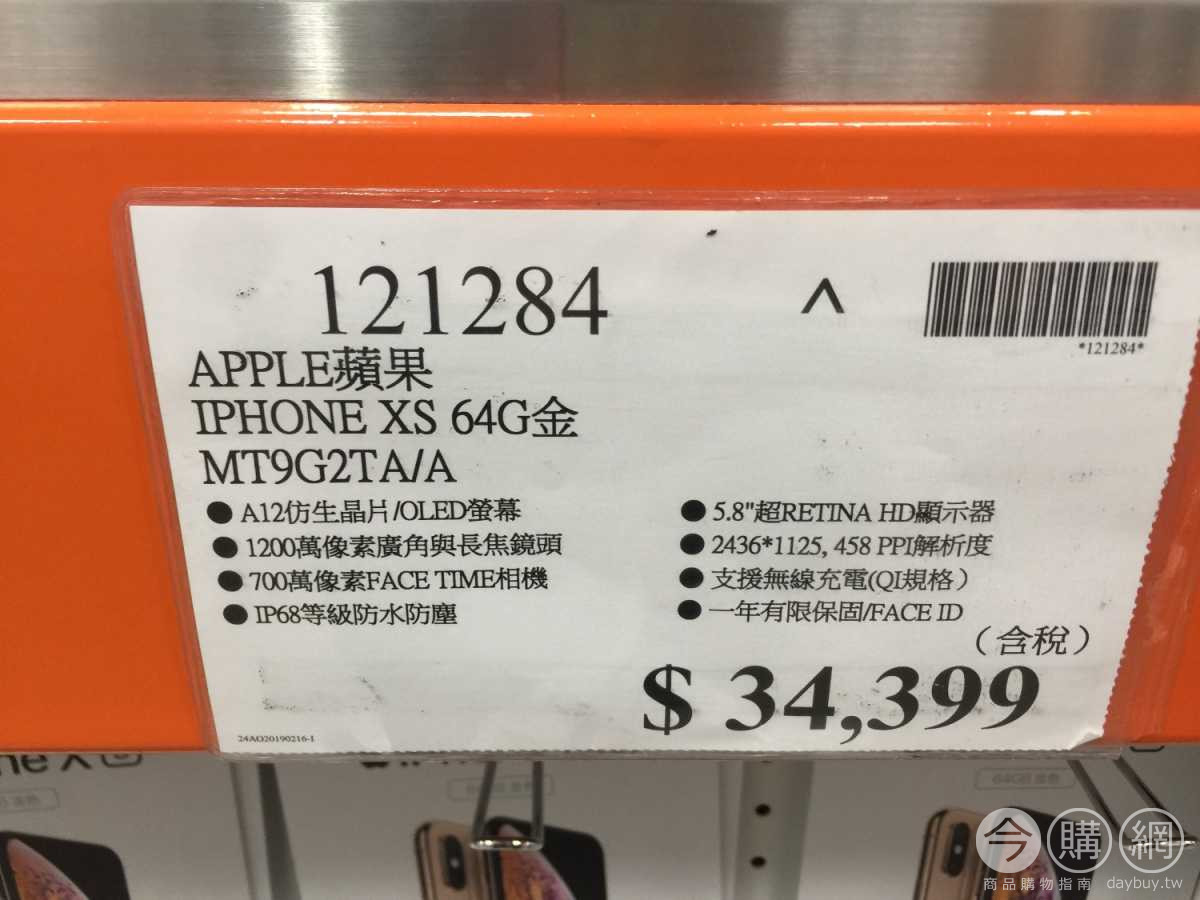 121284
^
*121284*
APPLE蘋果
IPHONE XS 64G金
MT9G2TA/A
●A12仿生晶片/OLED螢幕
●1200萬像素廣角與長焦鏡頭
●700萬像素FACE TIME相機
●IP68等級防水防塵
●5.8"超RETINA HD顯示器
●2436*1125, 458 PPI解析度
●支援無線充電(QI規格)
●一年有限保固/FACE ID
(含稅)
$ 34,399
24AO20190216-1
64GB 金色
今購網
商品購物指南 daybuy.tw